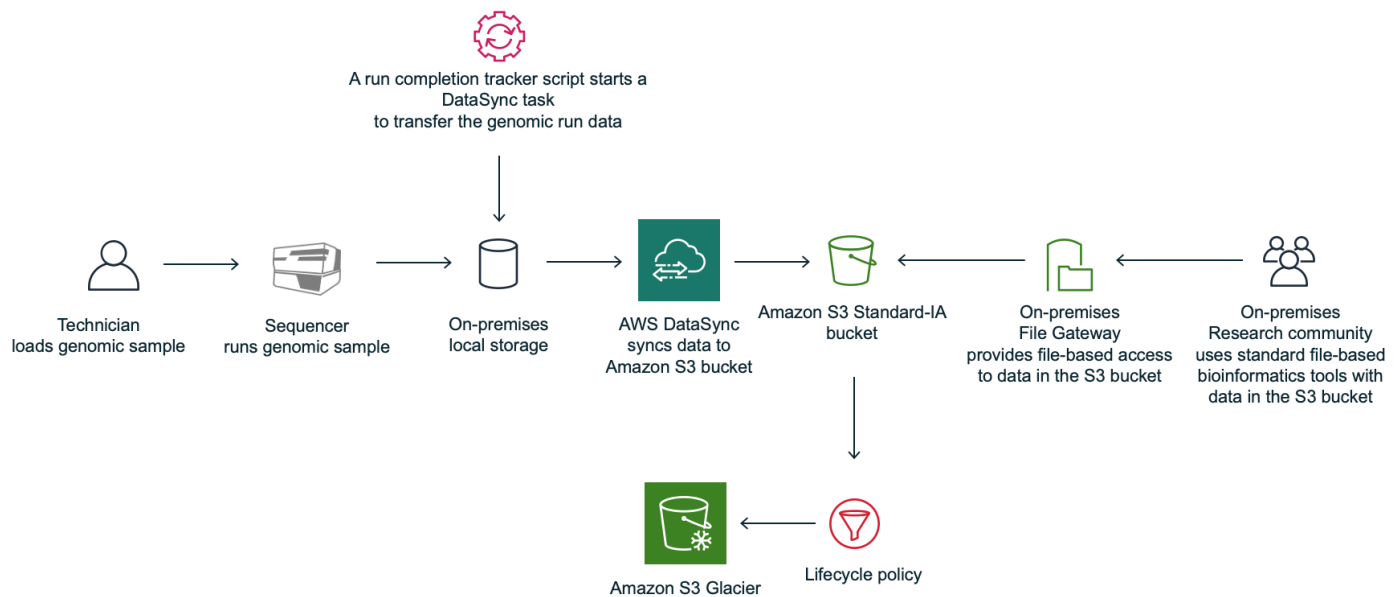 A run completion tracker script starts a
DataSync task
to transfer the genomic run data
Technician
loads genomic sample
Sequencer
runs genomic sample
On-premises
local storage
AWS DataSync
syncs data to
Amazon S3 bucket
Amazon S3 Standard-IA
bucket
On-premises
File Gateway
provides file-based access
to data in the S3 bucket
On-premises
Research community
uses standard file-based
bioinformatics tools with
data in the S3 bucket
Amazon S3 Glacier
Lifecycle policy